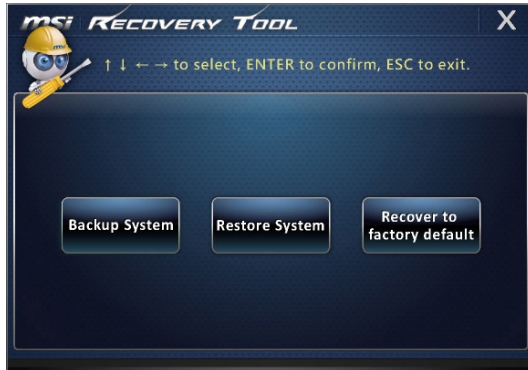 msi RECOVERY TOOL X
↑ ↓ ← → to select, ENTER to confirm, ESC to exit.
Backup System
Restore System
Recover to
factory default